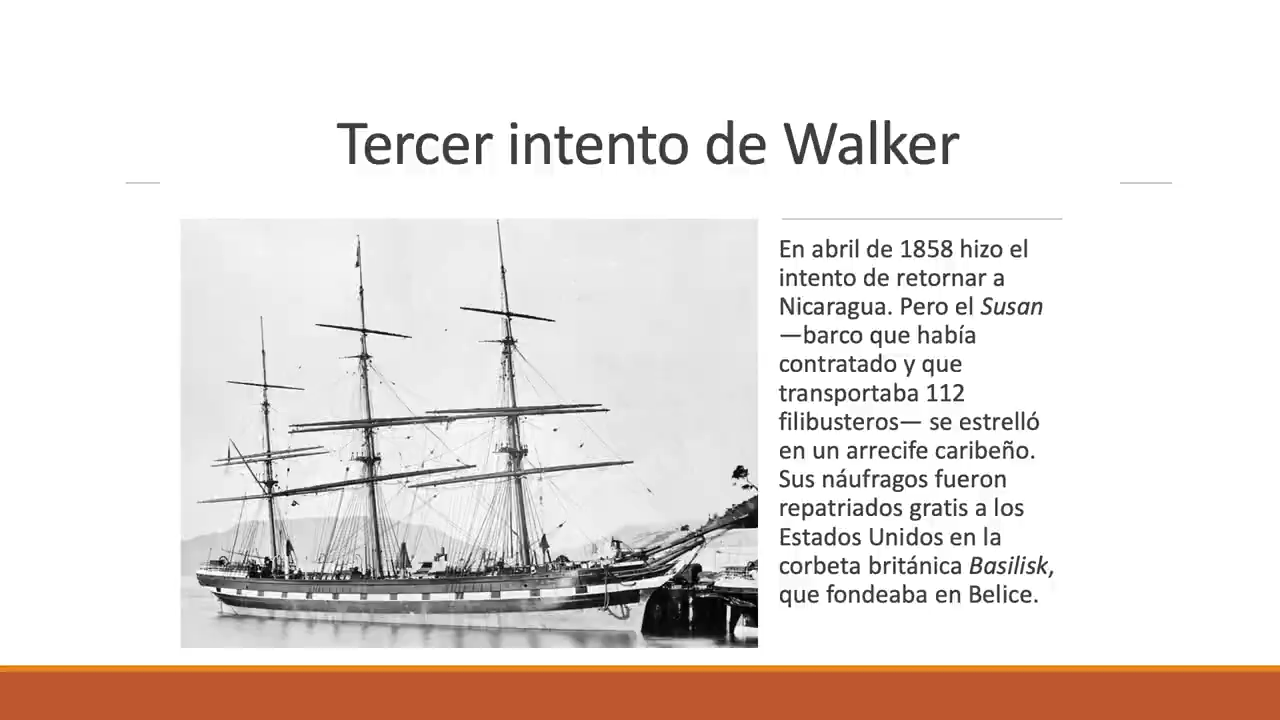 Tercer intento de Walker
En abril de 1858 hizo el
intento de retornar a
Nicaragua. Pero el Susan
—barco que había
contratado y que
transportaba 112
filibusteros— se estrelló
en un arrecife caribeño.
Sus náufragos fueron
repatriados gratis a los
Estados Unidos en la
corbeta británica Basilisk,
que fondeaba en Belice.